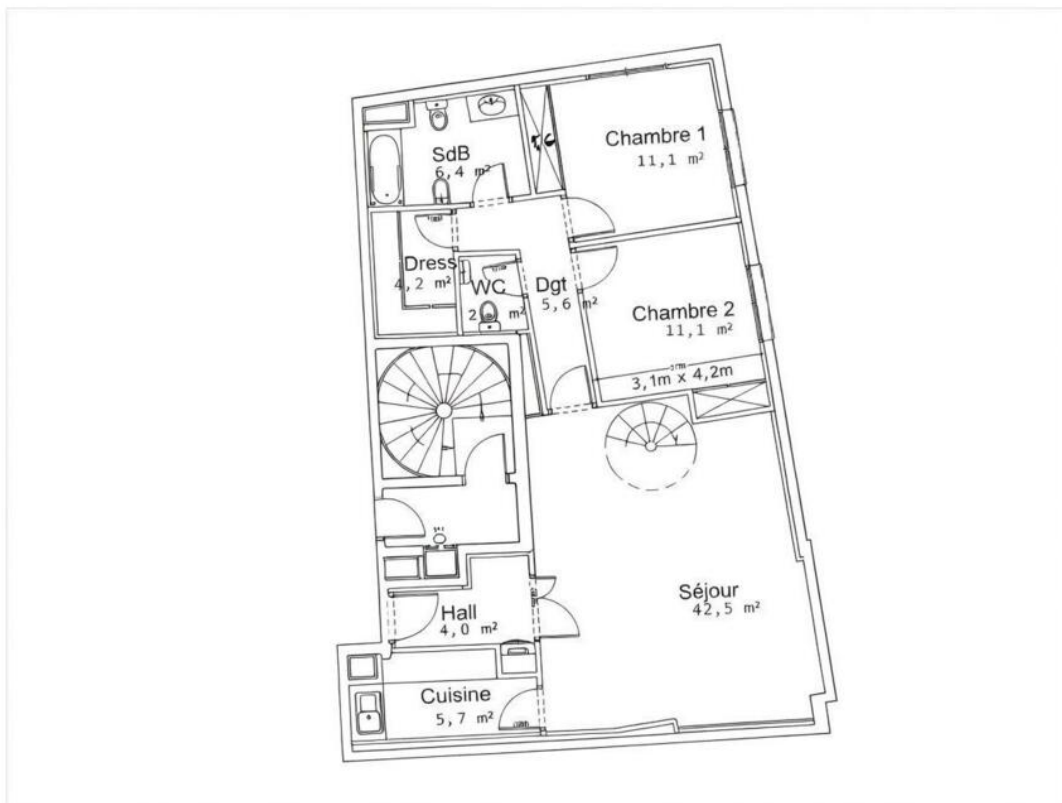 Chambre 1
11,1 m²
SdB
6,4 m²
Dress
4,2 m²
WC
2 m²
Dgt
5,6 m²
Chambre 2
11,1 m²
3,1m x 4,2m
Séjour
42,5 m²
Hall
4,0 m²
Cuisine
5,7 m²